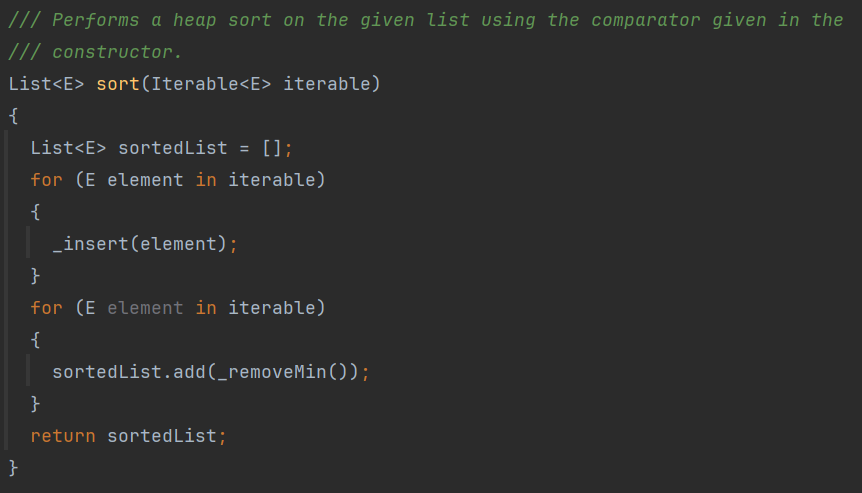 /// Performs a heap sort on the given list using the comparator given in the
/// constructor.
List<E> sort(Iterable<E> iterable)
{
  List<E> sortedList = [];
  for (E element in iterable)
  {
    _insert(element);
  }
  for (E element in iterable)
  {
    sortedList.add(_removeMin());
  }
  return sortedList;
}